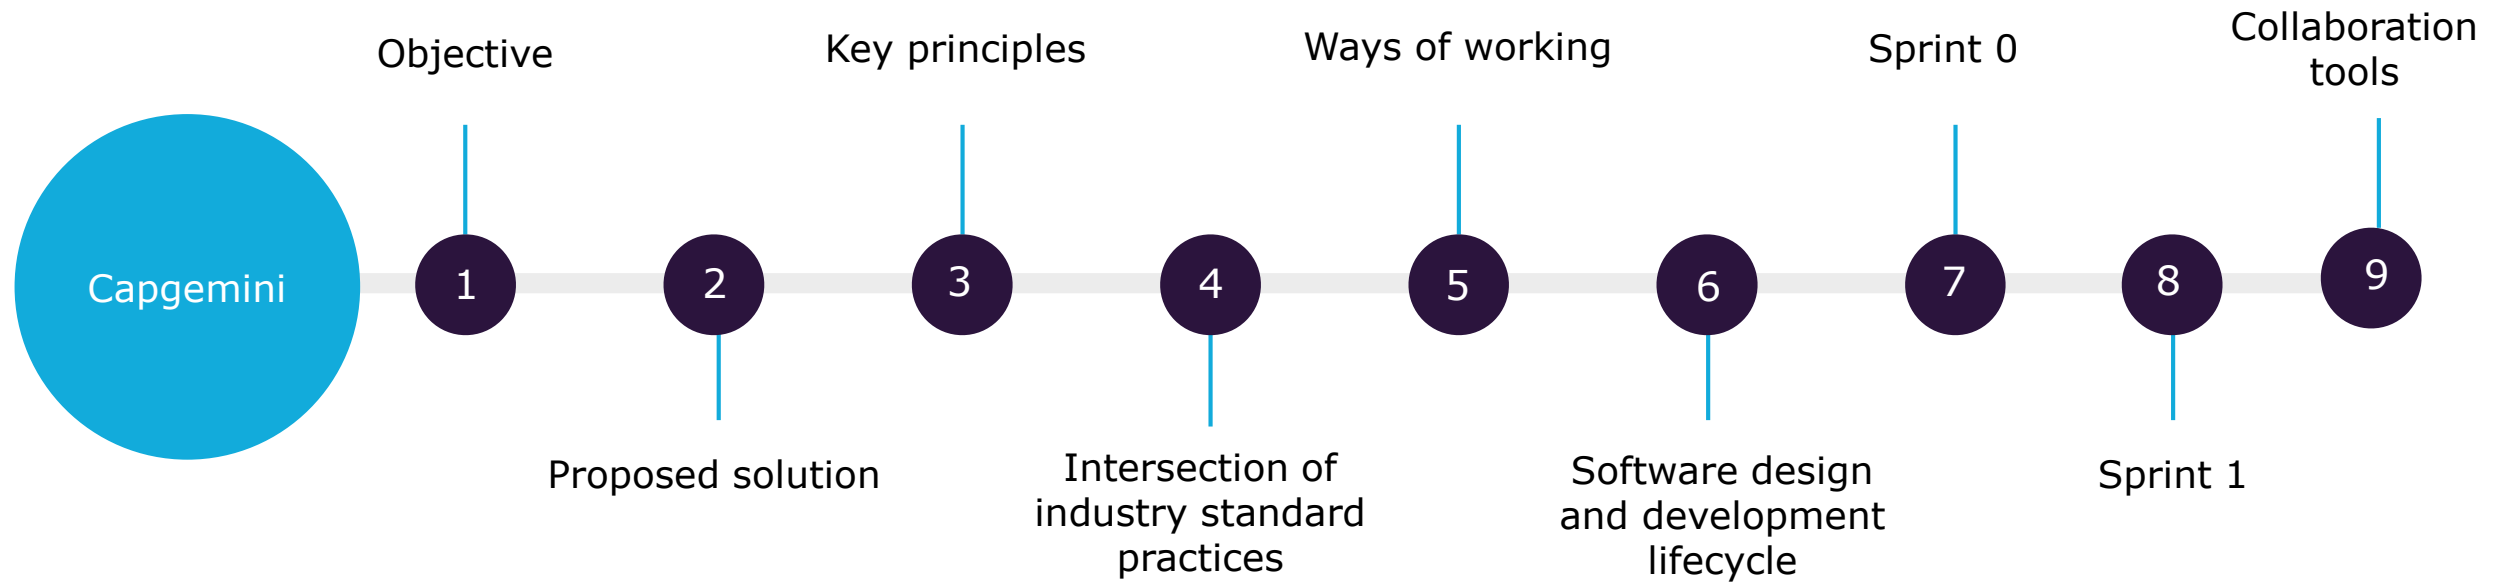 Capgemini
1
Objective
2
Proposed solution
3
Key principles
4
Intersection of
industry standard
practices
5
Ways of working
6
Software design
and development
lifecycle
7
Sprint 0
8
Sprint 1
9
Collaboration
tools